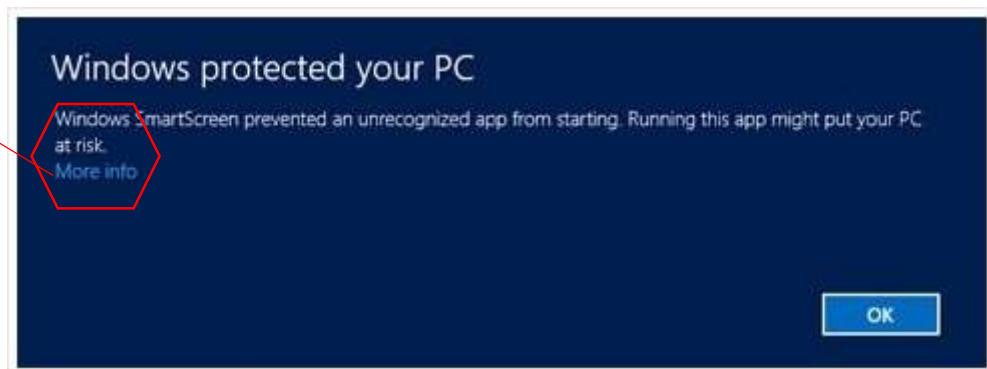 Windows protected your PC
Windows SmartScreen prevented an unrecognized app from starting. Running this app might put your PC
at risk.
More info
OK